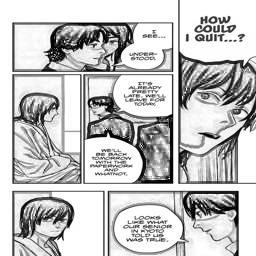 HOW
COULD
I QUIT...?
I
SEE...
UNDER-
STOOD.
IT'S
ALREADY
PRETTY
LATE. WE'LL
LEAVE FOR
TODAY.
WE'LL
BE BACK
TOMORROW
WITH THE
PAPERWORK
AND
WHATNOT.
LOOKS
LIKE WHAT
OUR SENIOR
IN KYOTO
TOLD US
WAS TRUE.